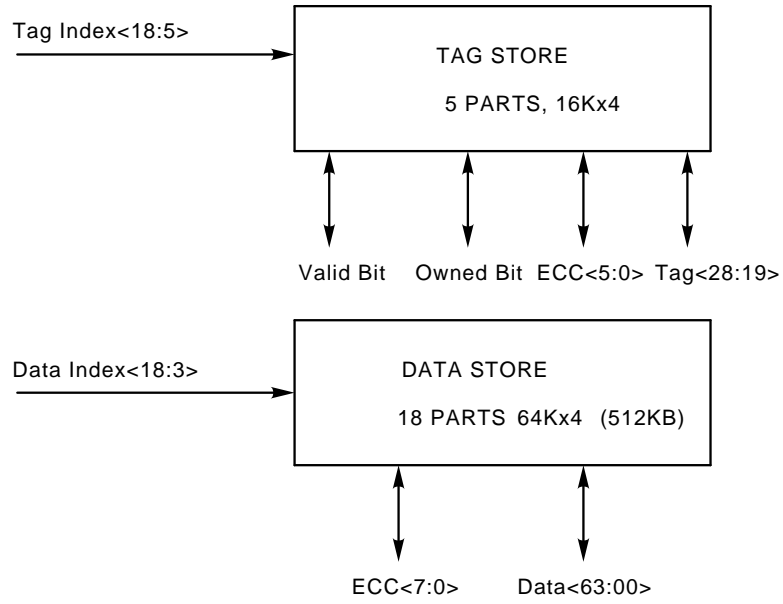 Tag Index<18:5>
TAG STORE
5 PARTS, 16Kx4
Valid Bit Owned Bit ECC<5:0> Tag<28:19>
Data Index<18:3>
DATA STORE
18 PARTS 64Kx4 (512KB)
ECC<7:0> Data<63:00>